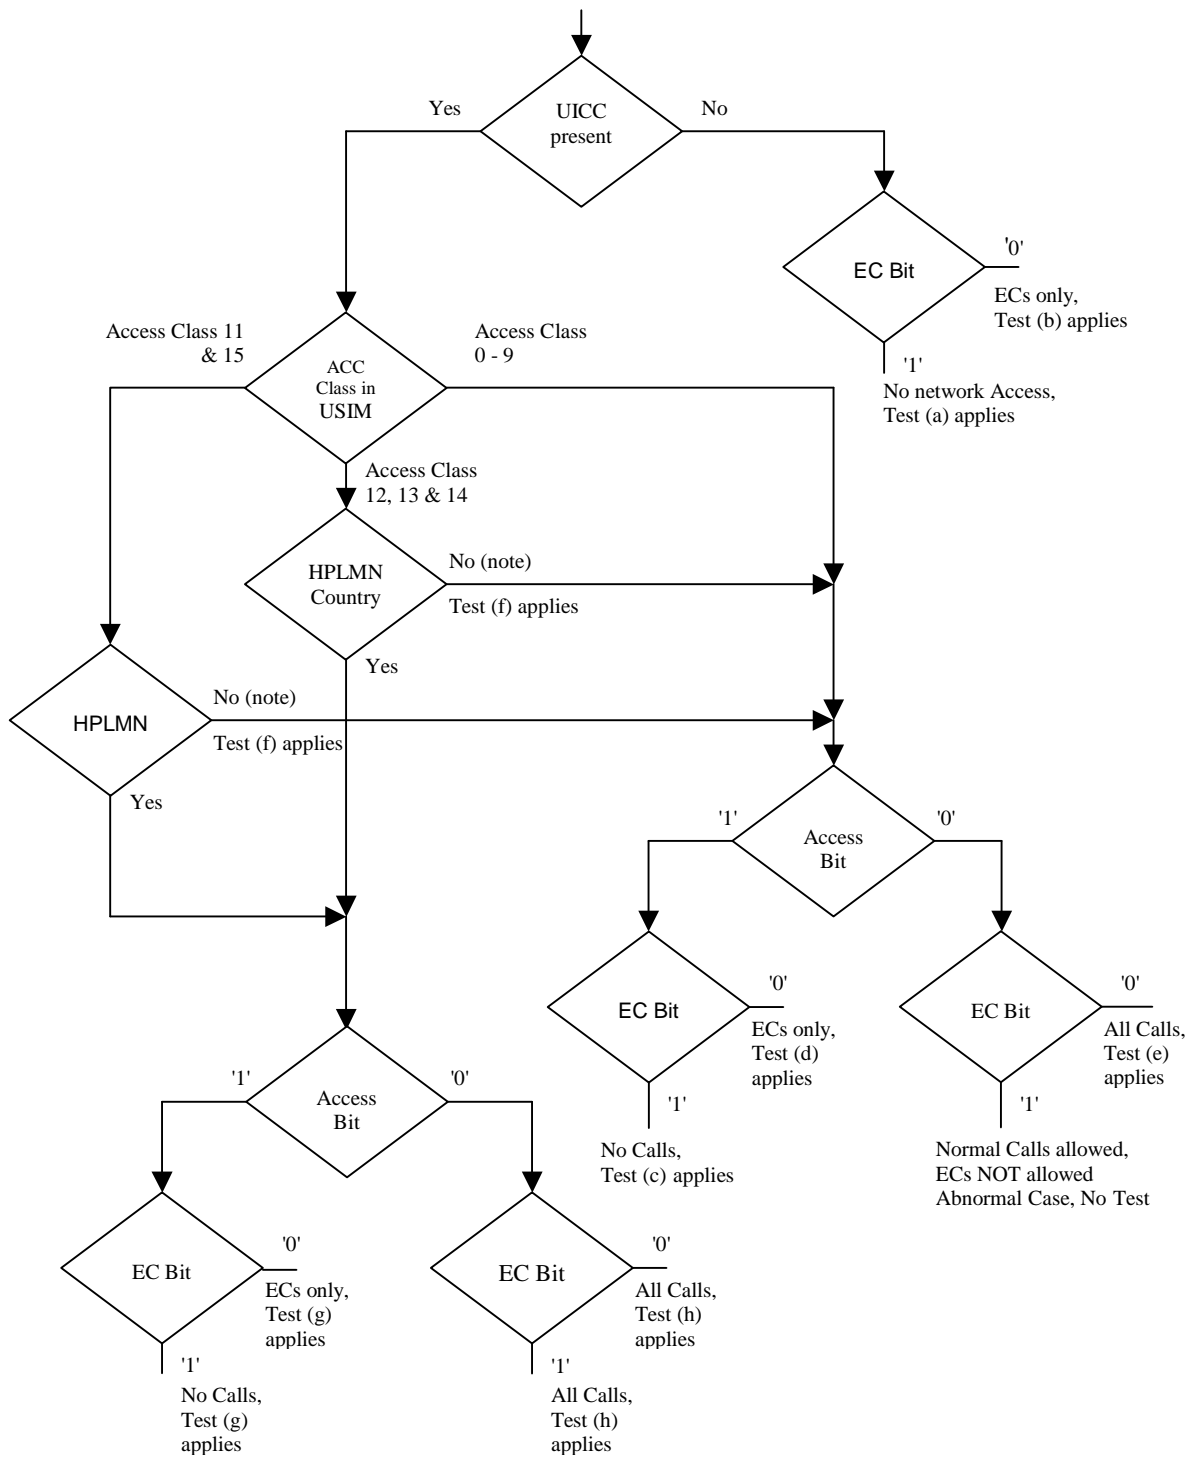 UICC
present
Yes
No
EC Bit
'0'
ECs only,
Test (b) applies
'1'
No network Access,
Test (a) applies
Access Class 11
& 15
ACC
Class in
USIM
Access Class
0 - 9
Access Class
12, 13 & 14
HPLMN
Country
No (note)
Test (f) applies
Yes
HPLMN
No (note)
Test (f) applies
Yes
Access
Bit
'1'
'0'
EC Bit
'0'
ECs only,
Test (d)
applies
'1'
No Calls,
Test (c) applies
EC Bit
'0'
All Calls,
Test (e)
applies
'1'
Normal Calls allowed,
ECs NOT allowed
Abnormal Case, No Test
Access
Bit
'1'
'0'
EC Bit
'0'
ECs only,
Test (g)
applies
'1'
No Calls,
Test (g)
applies
EC Bit
'0'
All Calls,
Test (h)
applies
'1'
All Calls,
Test (h)
applies